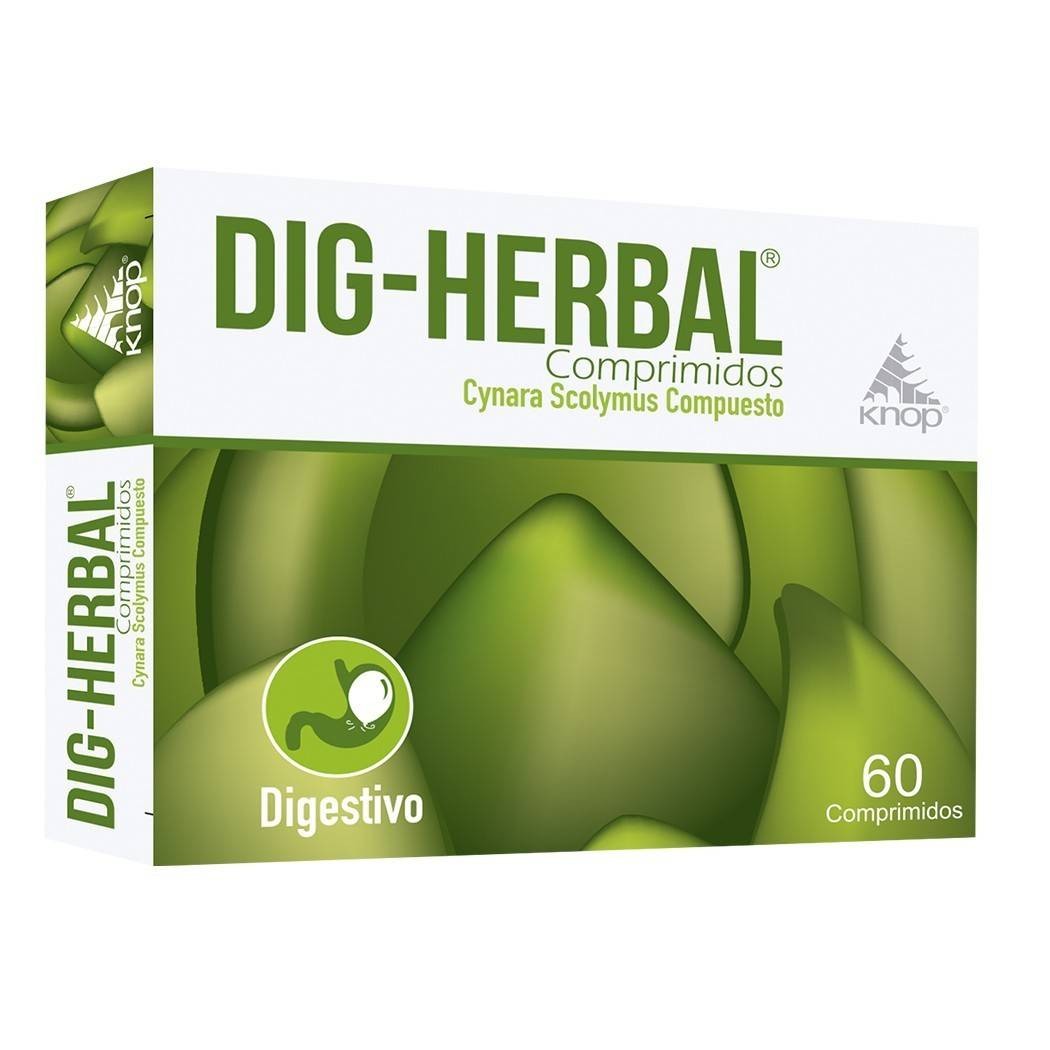 DIG-HERBAL®
Comprimidos
Cynara Scolymus Compuesto
knop®
Digestivo
60
Comprimidos
knop®
DIG-HERBAL®
Comprimidos
Cynara Scolymus Compuesto